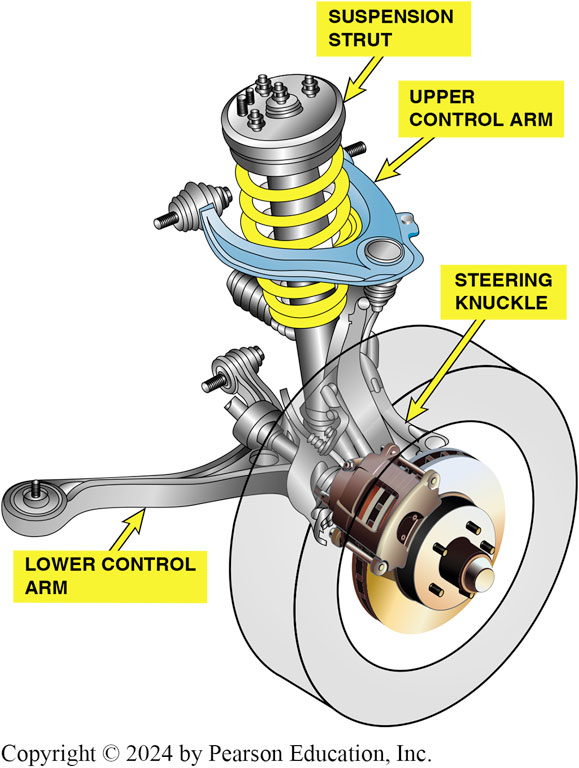 SUSPENSION
STRUT
UPPER
CONTROL ARM
STEERING
KNUCKLE
LOWER CONTROL
ARM
Copyright © 2024 by Pearson Education, Inc.